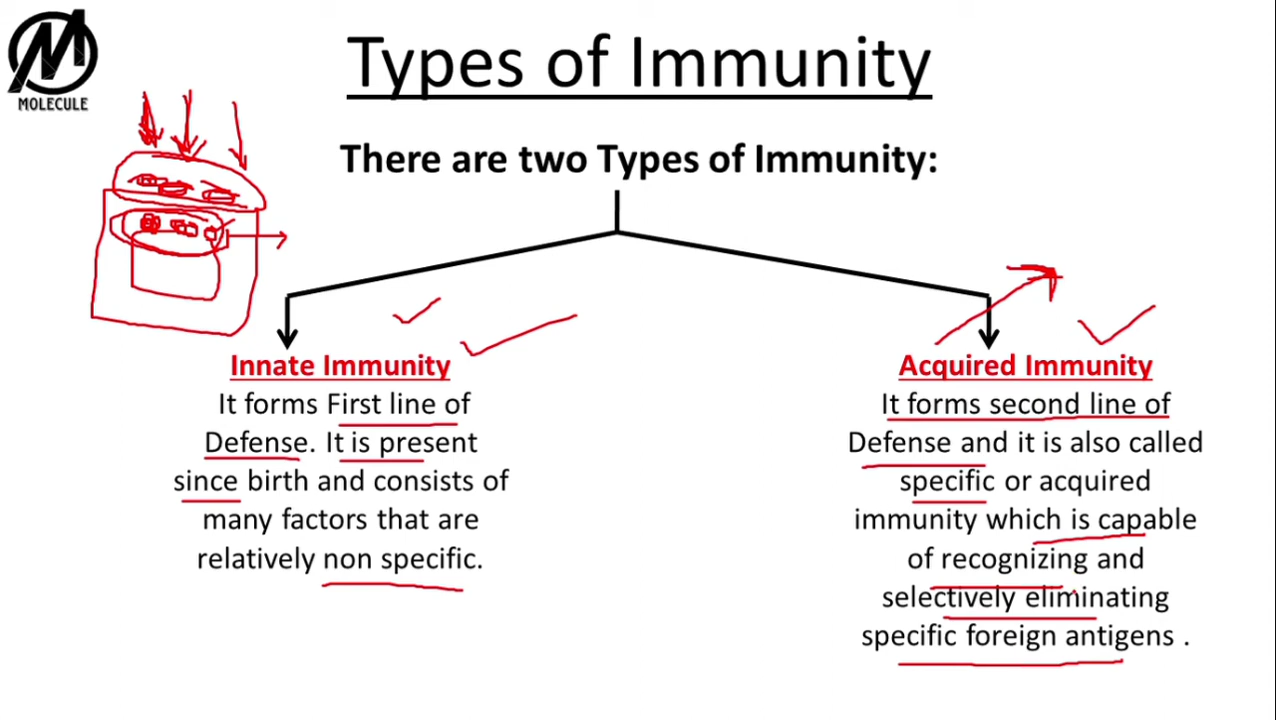 MOLECULE
Types of Immunity
There are two Types of Immunity:
Innate Immunity
It forms First line of
Defense. It is present
since birth and consists of
many factors that are
relatively non specific.
Acquired Immunity
It forms second line of
Defense and it is also called
specific or acquired
immunity which is capable
of recognizing and
selectively eliminating
specific foreign antigens .